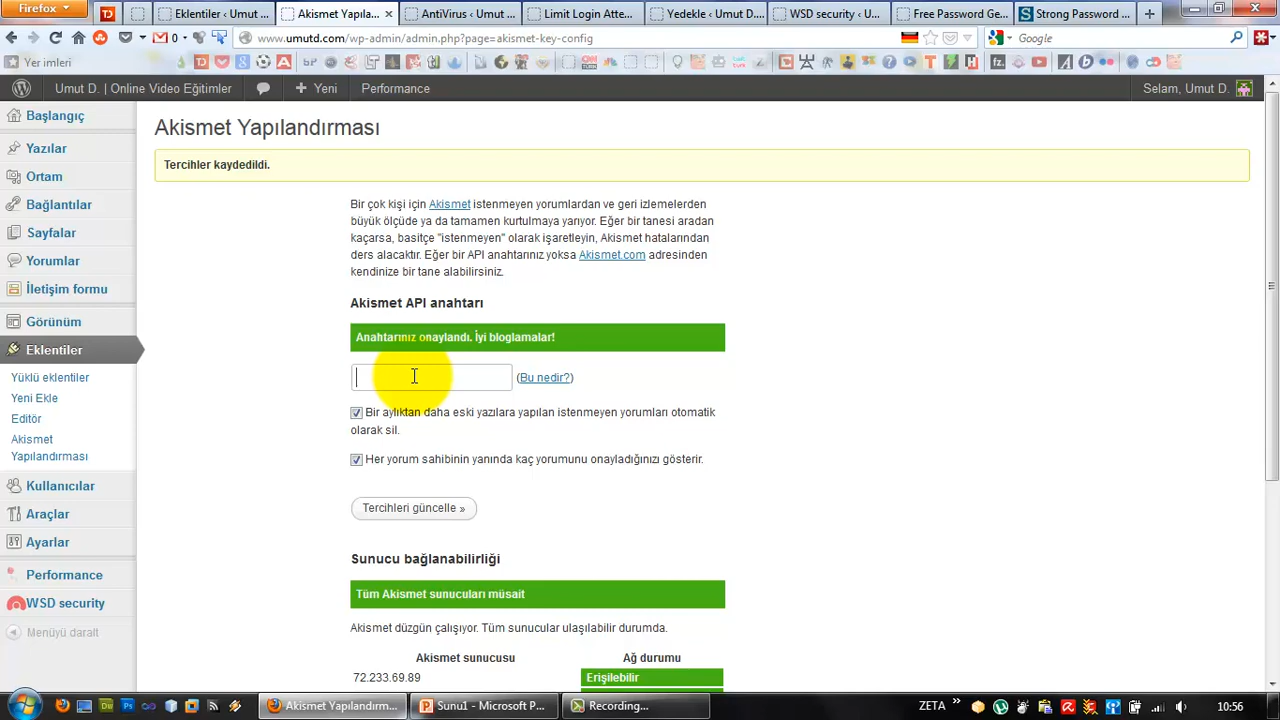 Firefox
Eklentiler ‹ Umut ...
Akismet Yapıla...
AntiVirus ‹ Umut D...
Limit Login Atte...
Yedekle ‹ Umut D...
WSD security ‹ U...
Free Password Ge...
Strong Password ...
0
www.umutd.com/wp-admin/admin.php?page=akismet-key-config
Google
Yer imleri
Umut D. | Online Video Eğitimler
Yeni
Performance
Selam, Umut D.
Başlangıç
Yazılar
Ortam
Bağlantılar
Sayfalar
Yorumlar
İletişim formu
Görünüm
Eklentiler
Yüklü eklentiler
Yeni Ekle
Editör
Akismet
Yapılandırması
Kullanıcılar
Araçlar
Ayarlar
Performance
WSD security
Menüyü daralt
Akismet Yapılandırması
Tercihler kaydedildi.
Bir çok kişi için Akismet istenmeyen yorumlardan ve geri izlemelerden
büyük ölçüde ya da tamamen kurtulmaya yarıyor. Eğer bir tanesi aradan
kaçarsa, basitçe "istenmeyen" olarak işaretleyin, Akismet hatalarından
ders alacaktır. Eğer bir API anahtarınız yoksa Akismet.com adresinden
kendinize bir tane alabilirsiniz.
Akismet API anahtarı
Anahtarınız onaylandı. İyi bloglamalar!
(Bu nedir?)
Bir aylıktan daha eski yazılara yapılan istenmeyen yorumları otomatik
olarak sil.
Her yorum sahibinin yanında kaç yorumunu onayladığınızı gösterir.
Tercihleri güncelle »
Sunucu bağlanabilirliği
Tüm Akismet sunucuları müsait
Akismet düzgün çalışıyor. Tüm sunucular ulaşılabilir durumda.
Akismet sunucusu
Ağ durumu
72.233.69.89
Erişilebilir
Akismet Yapılandırm...
Sunu1 - Microsoft P...
Recording...
ZETA
10:56